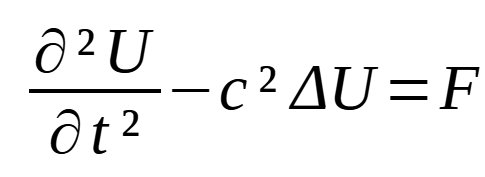 ∂²U/∂t² − c²ΔU = F